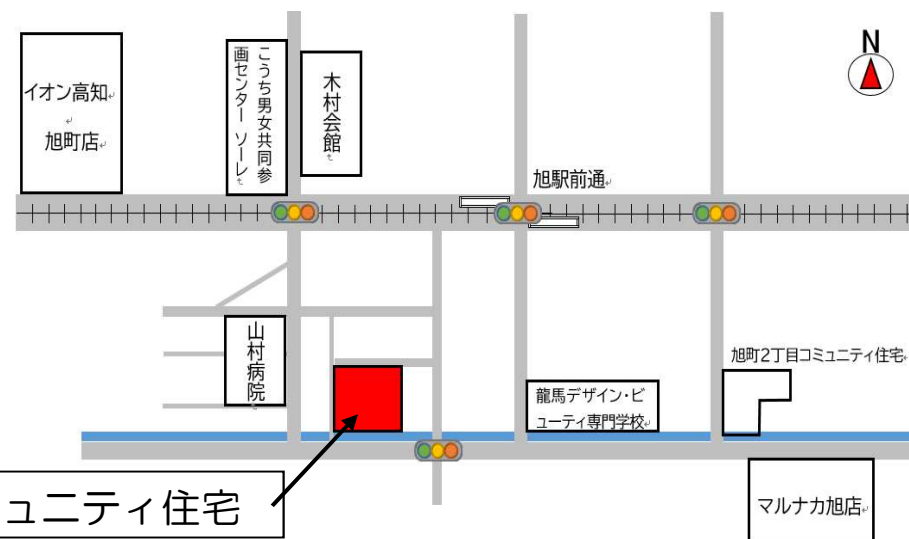 イオン高知
旭町店
こうち男女共同参
画センター ソーレ
木村会館
N
旭駅前通
山村病院
旭町2丁目コミュニティ住宅
龍馬デザイン・ビ
ューティ専門学校
ュニティ住宅
マルナカ旭店